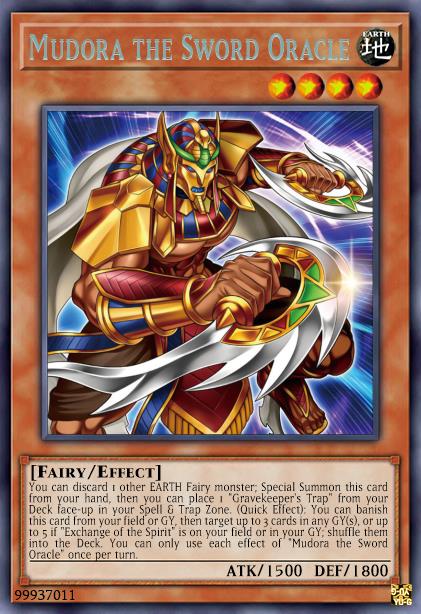 Mudora the Sword Oracle
EARTH
地
[Fairy/Effect]
You can discard 1 other EARTH Fairy monster; Special Summon this card
from your hand, then you can place 1 "Gravekeeper's Trap" from your
Deck face-up in your Spell & Trap Zone. (Quick Effect): You can banish
this card from your field or GY, then target up to 3 cards in any GY(s), or up
to 5 if "Exchange of the Spirit" is on your field or in your GY; shuffle them
into the Deck. You can only use each effect of "Mudora the Sword
Oracle" once per turn.
ATK/1500 DEF/1800
99937011